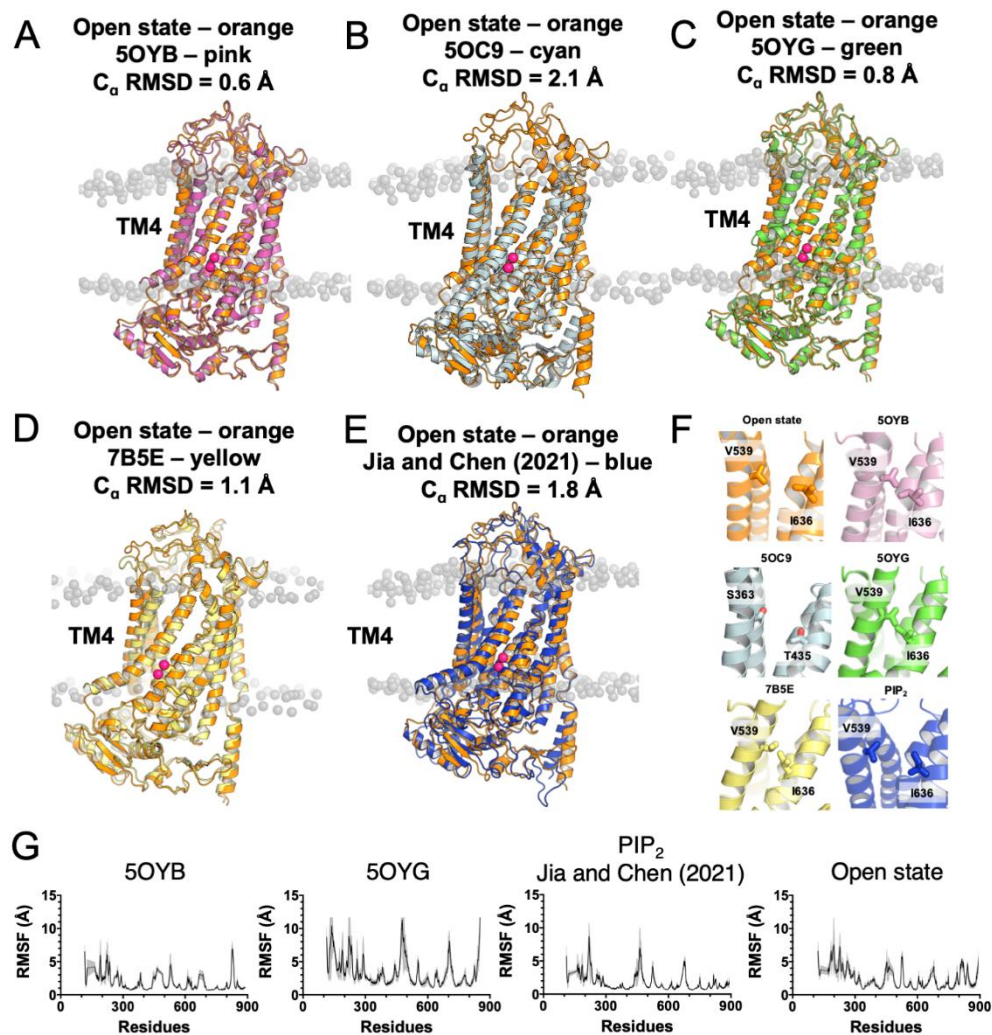 A
Open state – orange
5OYB – pink
Cα RMSD = 0.6 Å
TM4
B
Open state – orange
5OC9 – cyan
Cα RMSD = 2.1 Å
TM4
C
Open state – orange
5OYG – green
Cα RMSD = 0.8 Å
TM4
D
Open state – orange
7B5E – yellow
Cα RMSD = 1.1 Å
TM4
E
Open state – orange
Jia and Chen (2021) – blue
Cα RMSD = 1.8 Å
TM4
F
Open state
V539
I636
5OYB
V539
I636
5OC9
S363
T435
5OYG
V539
I636
7B5E
V539
I636
PIP₂
V539
I636
G
5OYB
RMSF (Å)
15
10
5
0
0 300 600 900
Residues
5OYG
RMSF (Å)
15
10
5
0
0 300 600 900
Residues
PIP₂
Jia and Chen (2021)
RMSF (Å)
15
10
5
0
0 300 600 900
Residues
Open state
RMSF (Å)
15
10
5
0
0 300 600 900
Residues